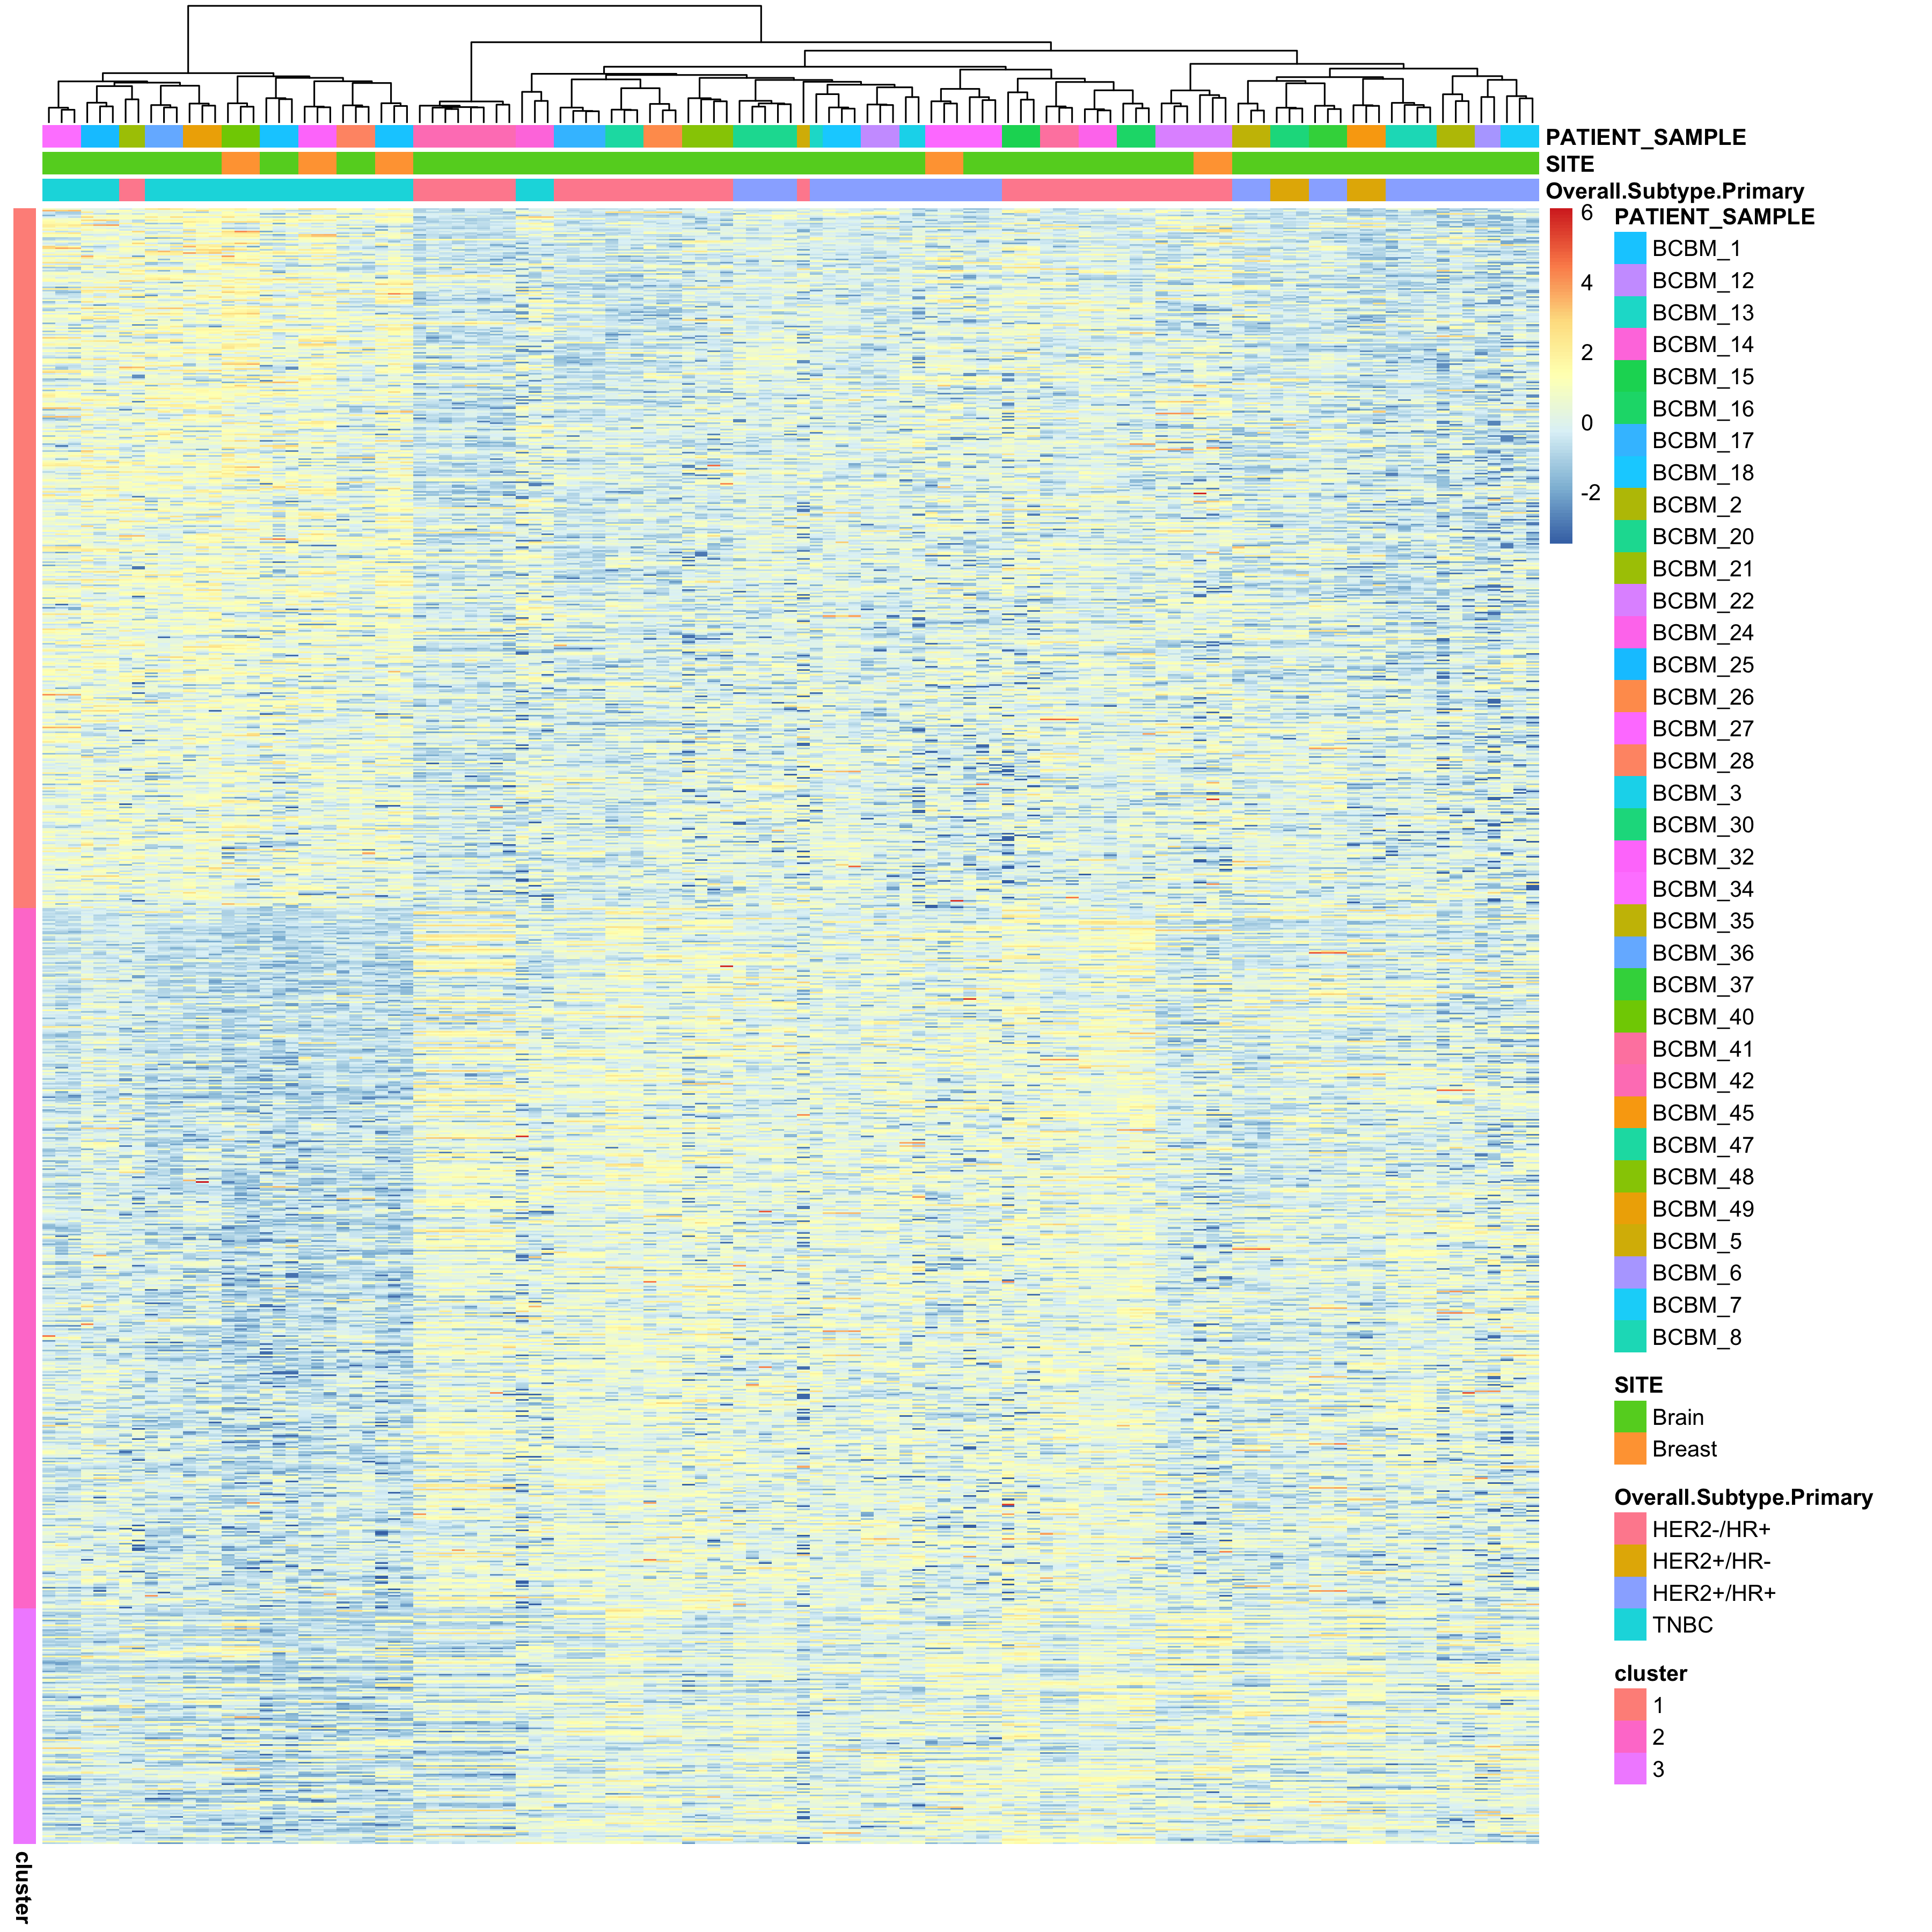 PATIENT_SAMPLE
SITE
Overall.Subtype.Primary
6
4
2
0
-2
PATIENT_SAMPLE
BCBM_1
BCBM_12
BCBM_13
BCBM_14
BCBM_15
BCBM_16
BCBM_17
BCBM_18
BCBM_2
BCBM_20
BCBM_21
BCBM_22
BCBM_24
BCBM_25
BCBM_26
BCBM_27
BCBM_28
BCBM_3
BCBM_30
BCBM_32
BCBM_34
BCBM_35
BCBM_36
BCBM_37
BCBM_40
BCBM_41
BCBM_42
BCBM_45
BCBM_47
BCBM_48
BCBM_49
BCBM_5
BCBM_6
BCBM_7
BCBM_8
SITE
Brain
Breast
Overall.Subtype.Primary
HER2-/HR+
HER2+/HR-
HER2+/HR+
TNBC
cluster
1
2
3
cluster